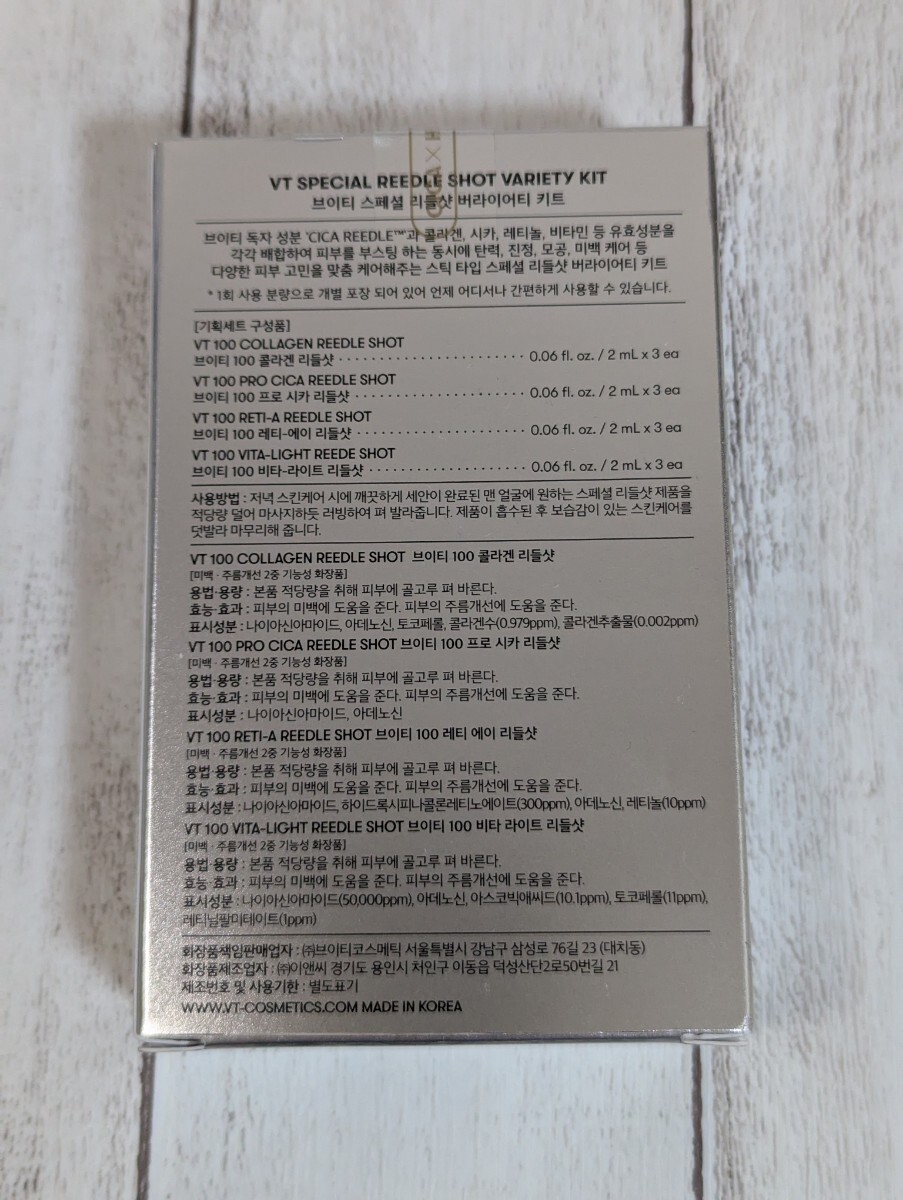 VT SPECIAL REEDLE SHOT VARIETY KIT
브이티 스페셜 리들샷 버라이어티 키트
브이티 독자 성분 'CICA REEDLE™'과 콜라겐, 시카, 레티놀, 비타민 등 유효성분을
각각 배합하여 피부를 부스팅 하는 동시에 탄력, 진정, 모공, 미백 케어 등
다양한 피부 고민을 맞춤 케어해주는 스틱 타입 스페셜 리들샷 버라이어티 키트
* 1회 사용 분량으로 개별 포장 되어 있어 언제 어디서나 간편하게 사용할 수 있습니다.
[기획세트 구성품]
VT 100 COLLAGEN REEDLE SHOT
브이티 100 콜라겐 리들샷 ······················ 0.06 fl. oz. / 2 mL x 3 ea
VT 100 PRO CICA REEDLE SHOT
브이티 100 프로 시카 리들샷 ···················· 0.06 fl. oz. / 2 mL x 3 ea
VT 100 RETI-A REEDLE SHOT
브이티 100 레티-에이 리들샷 ···················· 0.06 fl. oz. / 2 mL x 3 ea
VT 100 VITA-LIGHT REEDE SHOT
브이티 100 비타-라이트 리들샷 ·················· 0.06 fl. oz. / 2 mL x 3 ea
사용방법 : 저녁 스킨케어 시에 깨끗하게 세안이 완료된 맨 얼굴에 원하는 스페셜 리들샷 제품을
적당량 덜어 마사지하듯 러빙하여 펴 발라줍니다. 제품이 흡수된 후 보습감이 있는 스킨케어를
덧발라 마무리해 줍니다.
VT 100 COLLAGEN REEDLE SHOT 브이티 100 콜라겐 리들샷
[미백 · 주름개선 2중 기능성 화장품]
용법·용량 : 본품 적당량을 취해 피부에 골고루 펴 바른다.
효능·효과 : 피부의 미백에 도움을 준다. 피부의 주름개선에 도움을 준다.
표시성분 : 나이아신아마이드, 아데노신, 토코페롤, 콜라겐수(0.979ppm), 콜라겐추출물(0.002ppm)
VT 100 PRO CICA REEDLE SHOT 브이티 100 프로 시카 리들샷
[미백 · 주름개선 2중 기능성 화장품]
용법·용량 : 본품 적당량을 취해 피부에 골고루 펴 바른다.
효능·효과 : 피부의 미백에 도움을 준다. 피부의 주름개선에 도움을 준다.
표시성분 : 나이아신아마이드, 아데노신
VT 100 RETI-A REEDLE SHOT 브이티 100 레티 에이 리들샷
[미백 · 주름개선 2중 기능성 화장품]
용법·용량 : 본품 적당량을 취해 피부에 골고루 펴 바른다.
효능·효과 : 피부의 미백에 도움을 준다. 피부의 주름개선에 도움을 준다.
표시성분 : 나이아신아마이드, 하이드록시피나콜론레티노에이트(300ppm), 아데노신, 레티놀(10ppm)
VT 100 VITA-LIGHT REEDLE SHOT 브이티 100 비타 라이트 리들샷
[미백 · 주름개선 2중 기능성 화장품]
용법·용량 : 본품 적당량을 취해 피부에 골고루 펴 바른다.
효능·효과 : 피부의 미백에 도움을 준다. 피부의 주름개선에 도움을 준다.
표시성분 : 나이아신아마이드(50,000ppm), 아데노신, 아스코빅애씨드(10.1ppm), 토코페롤(11ppm),
레티닐팔미테이트(1ppm)
화장품책임판매업자 : ㈜브이티코스메틱 서울특별시 강남구 삼성로 76길 23 (대치동)
화장품제조업자 : ㈜이앤씨 경기도 용인시 처인구 이동읍 덕성산단2로50번길 21
제조번호 및 사용기한 : 별도표기
WWW.VT-COSMETICS.COM MADE IN KOREA